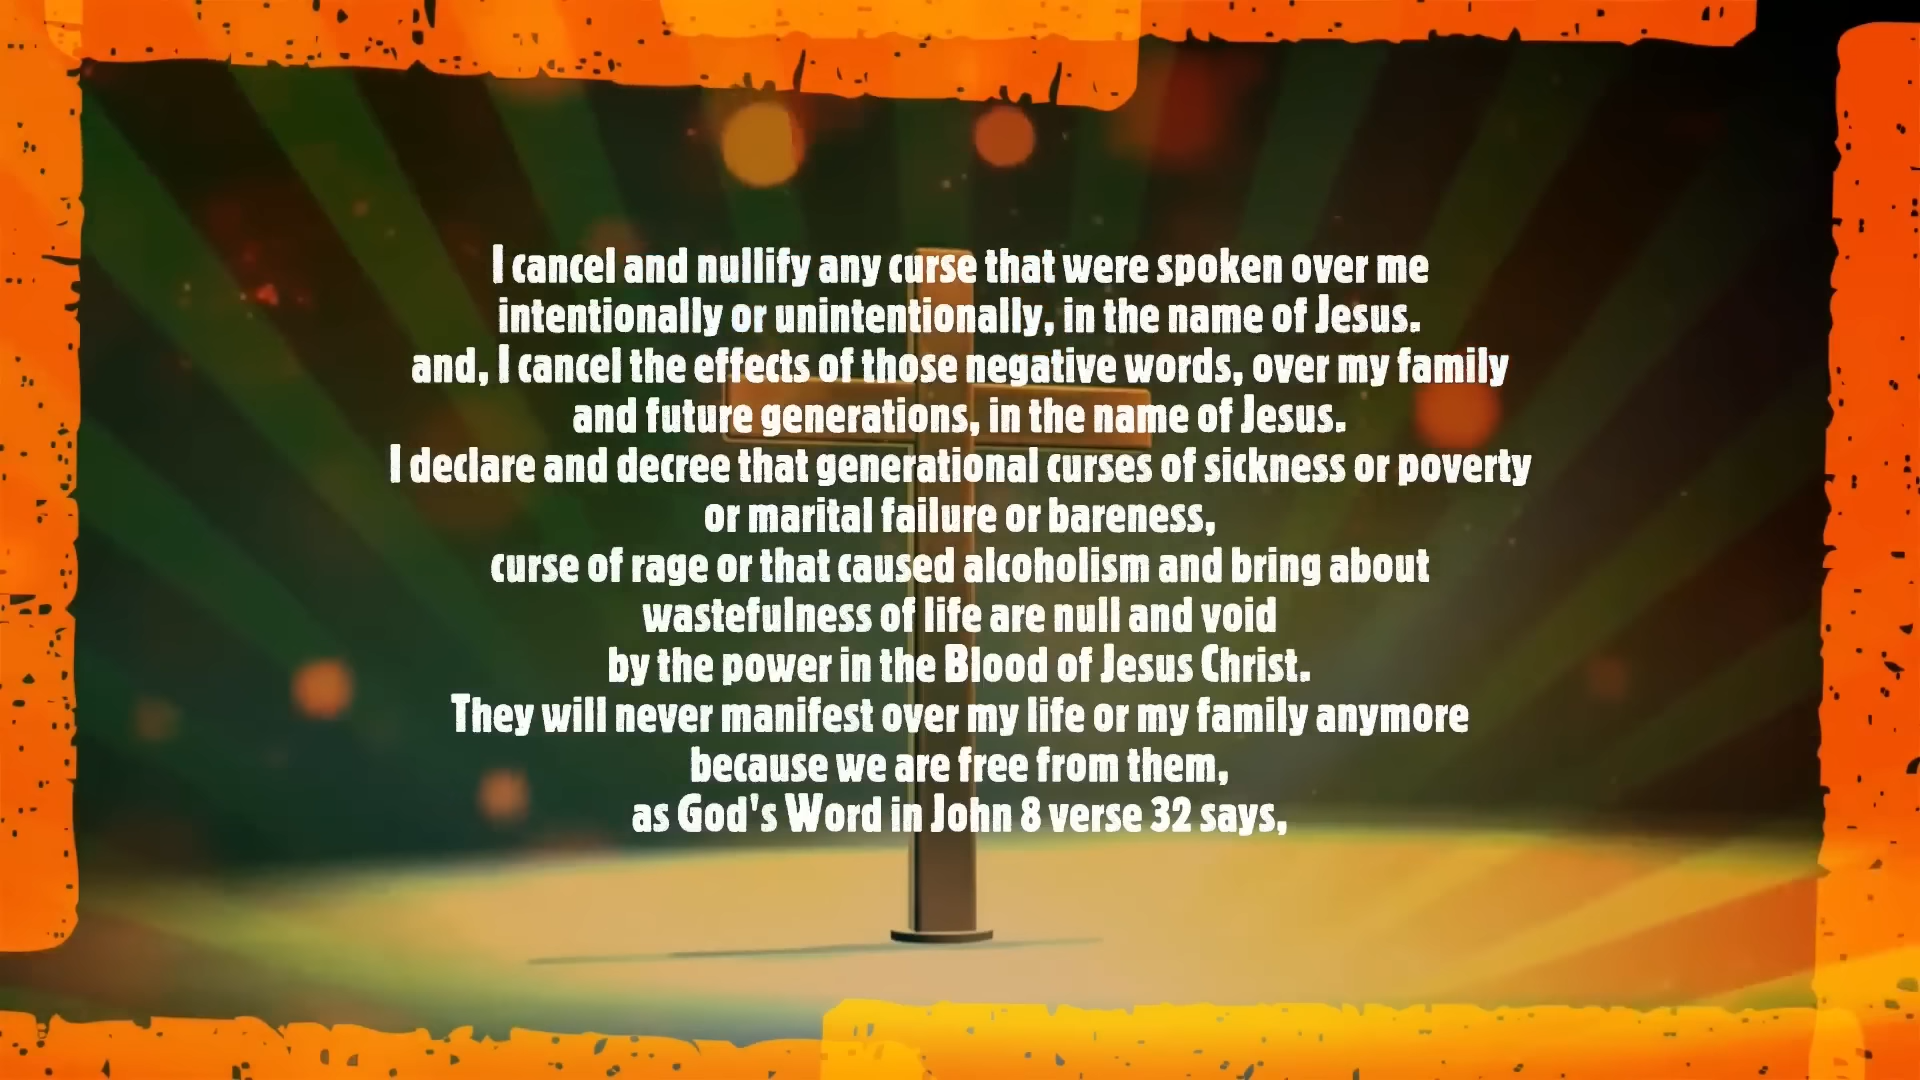 I cancel and nullify any curse that were spoken over me
intentionally or unintentionally, in the name of Jesus.
and, I cancel the effects of those negative words, over my family
and future generations, in the name of Jesus.
I declare and decree that generational curses of sickness or poverty
or marital failure or bareness,
curse of rage or that caused alcoholism and bring about
wastefulness of life are null and void
by the power in the Blood of Jesus Christ.
They will never manifest over my life or my family anymore
because we are free from them,
as God's Word in John 8 verse 32 says,